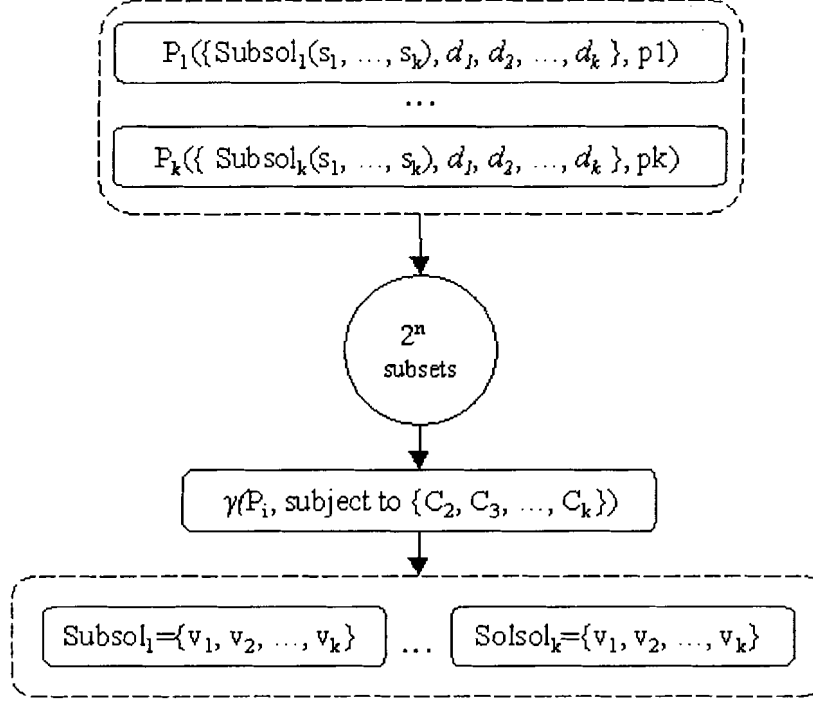 P₁({Subsol₁(s₁, ..., sₖ), d₁, d₂, ..., dₖ }, p1)
...
Pₖ({ Subsolₖ(s₁, ..., sₖ), d₁, d₂, ..., dₖ }, pk)
2ⁿ
subsets
γ(Pᵢ, subject to {C₂, C₃, ..., Cₖ})
Subsol₁={v₁, v₂, ..., vₖ} ... Solsolₖ={v₁, v₂, ..., vₖ}